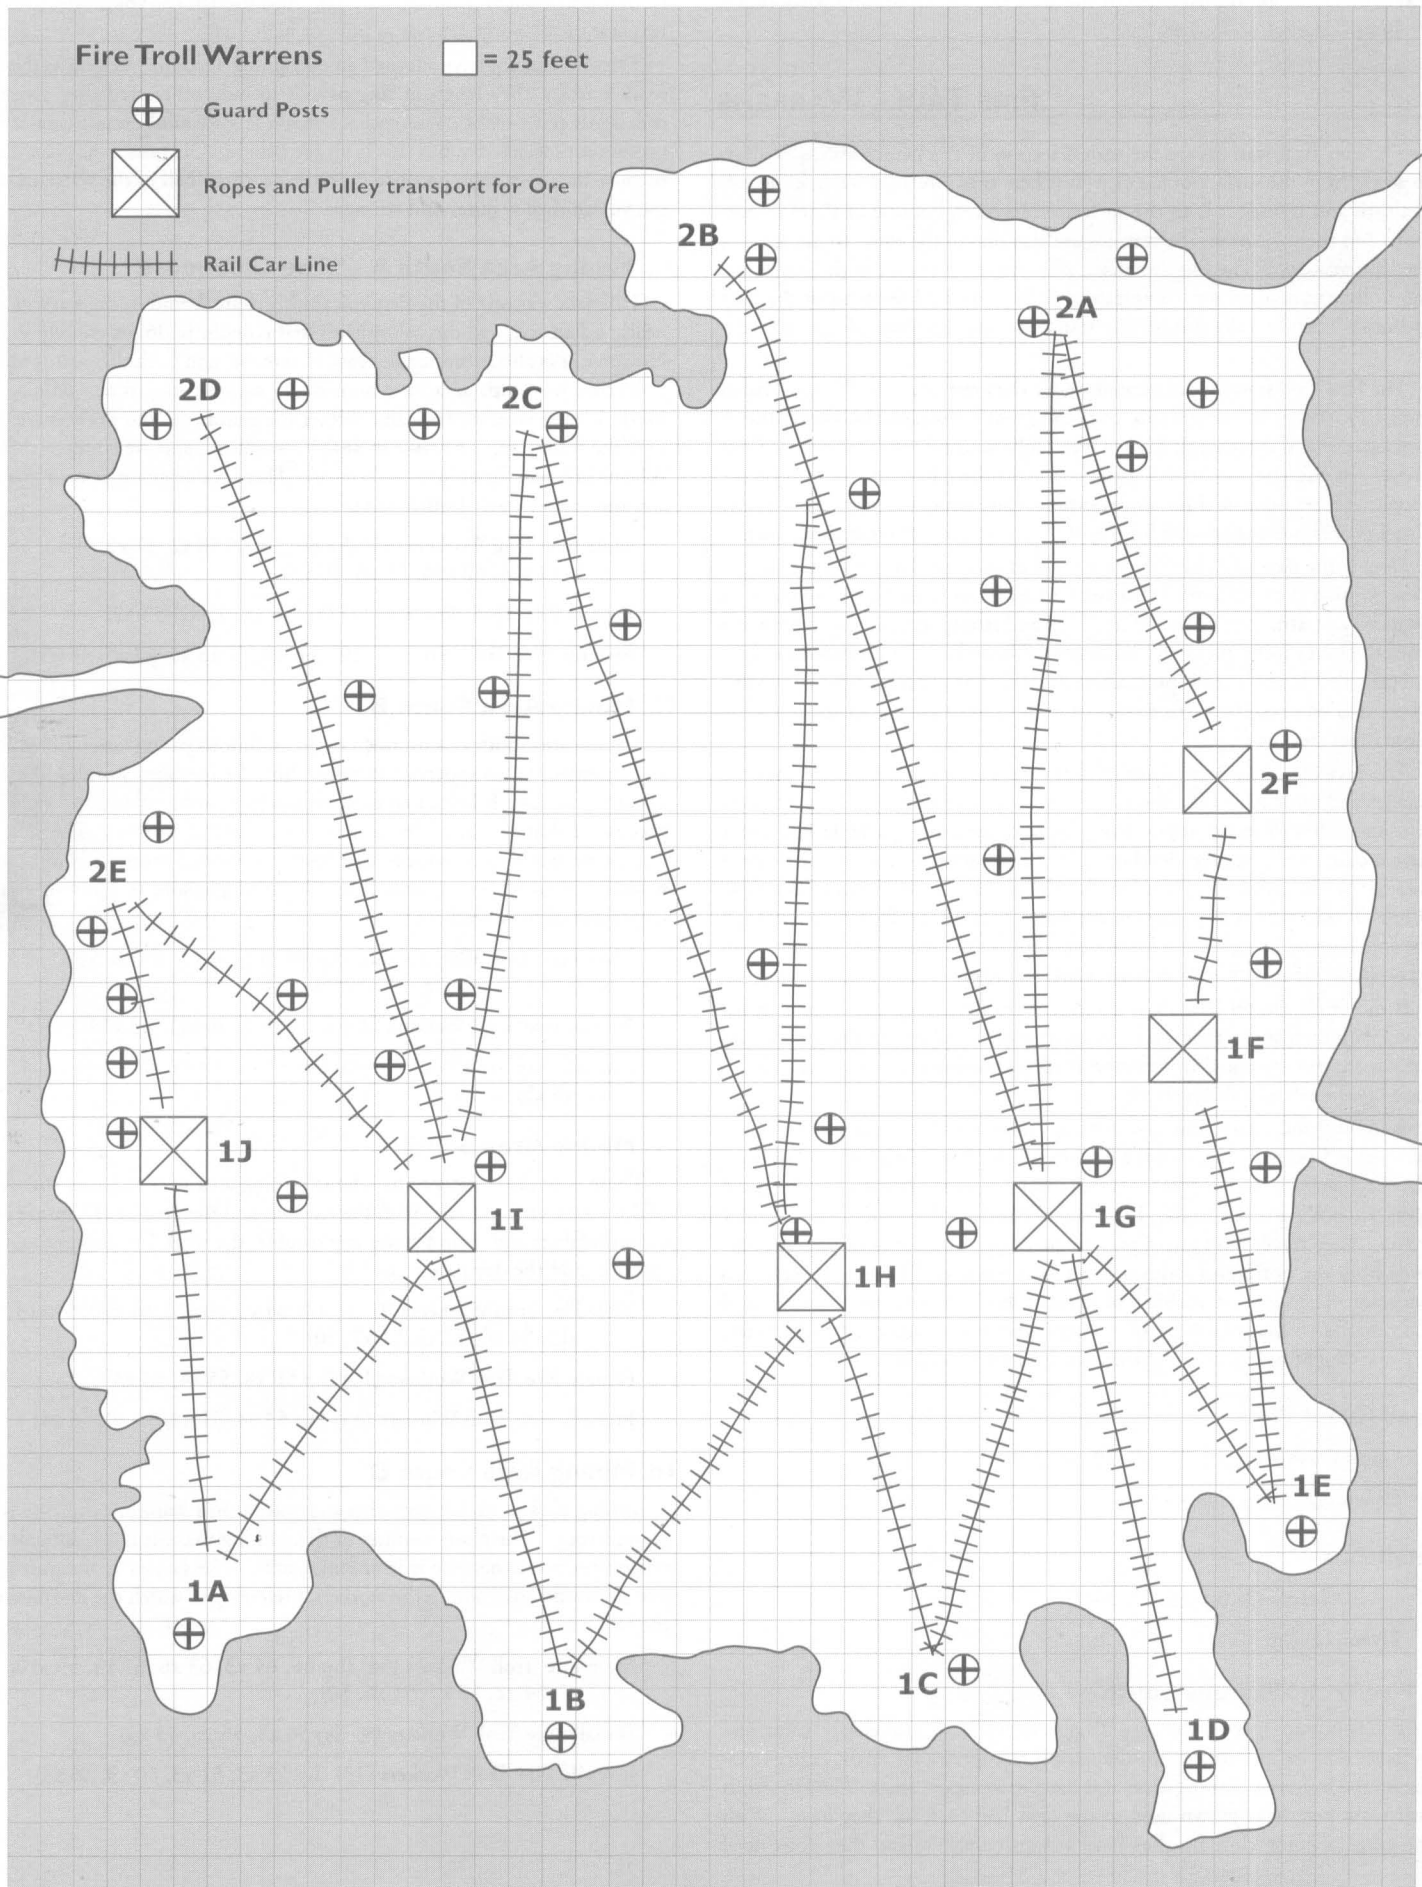 Fire Troll Warrens
= 25 feet
Guard Posts
Ropes and Pulley transport for Ore
Rail Car Line
2B
2A
2D
2C
2F
2E
1F
1J
1I
1G
1H
1E
1A
1C
1B
1D